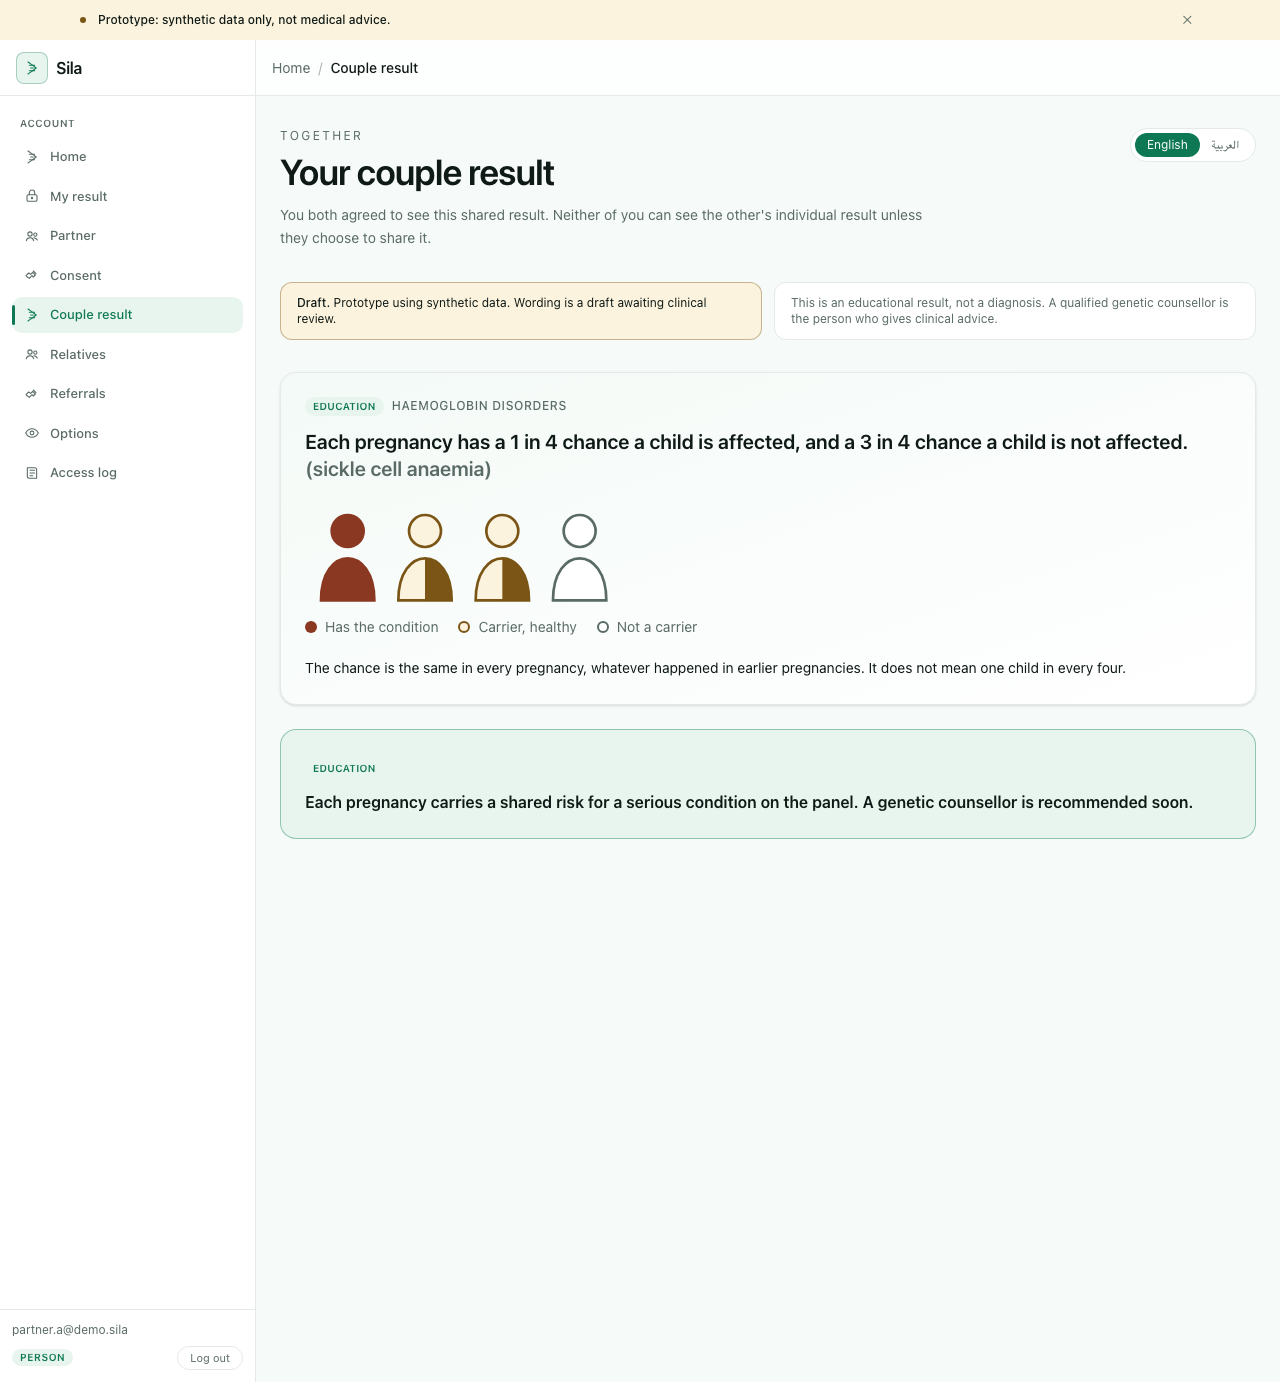 Prototype: synthetic data only, not medical advice.
Sila
Home / Couple result
ACCOUNT
Home
My result
Partner
Consent
Couple result
Relatives
Referrals
Options
Access log
TOGETHER
English العربية
Your couple result
You both agreed to see this shared result. Neither of you can see the other's individual result unless
they choose to share it.
Draft. Prototype using synthetic data. Wording is a draft awaiting clinical
review.
This is an educational result, not a diagnosis. A qualified genetic counsellor is
the person who gives clinical advice.
EDUCATION HAEMOGLOBIN DISORDERS
Each pregnancy has a 1 in 4 chance a child is affected, and a 3 in 4 chance a child is not affected.
(sickle cell anaemia)
Has the condition Carrier, healthy Not a carrier
The chance is the same in every pregnancy, whatever happened in earlier pregnancies. It does not mean one child in every four.
EDUCATION
Each pregnancy carries a shared risk for a serious condition on the panel. A genetic counsellor is recommended soon.
partner.a@demo.sila
PERSON
Log out